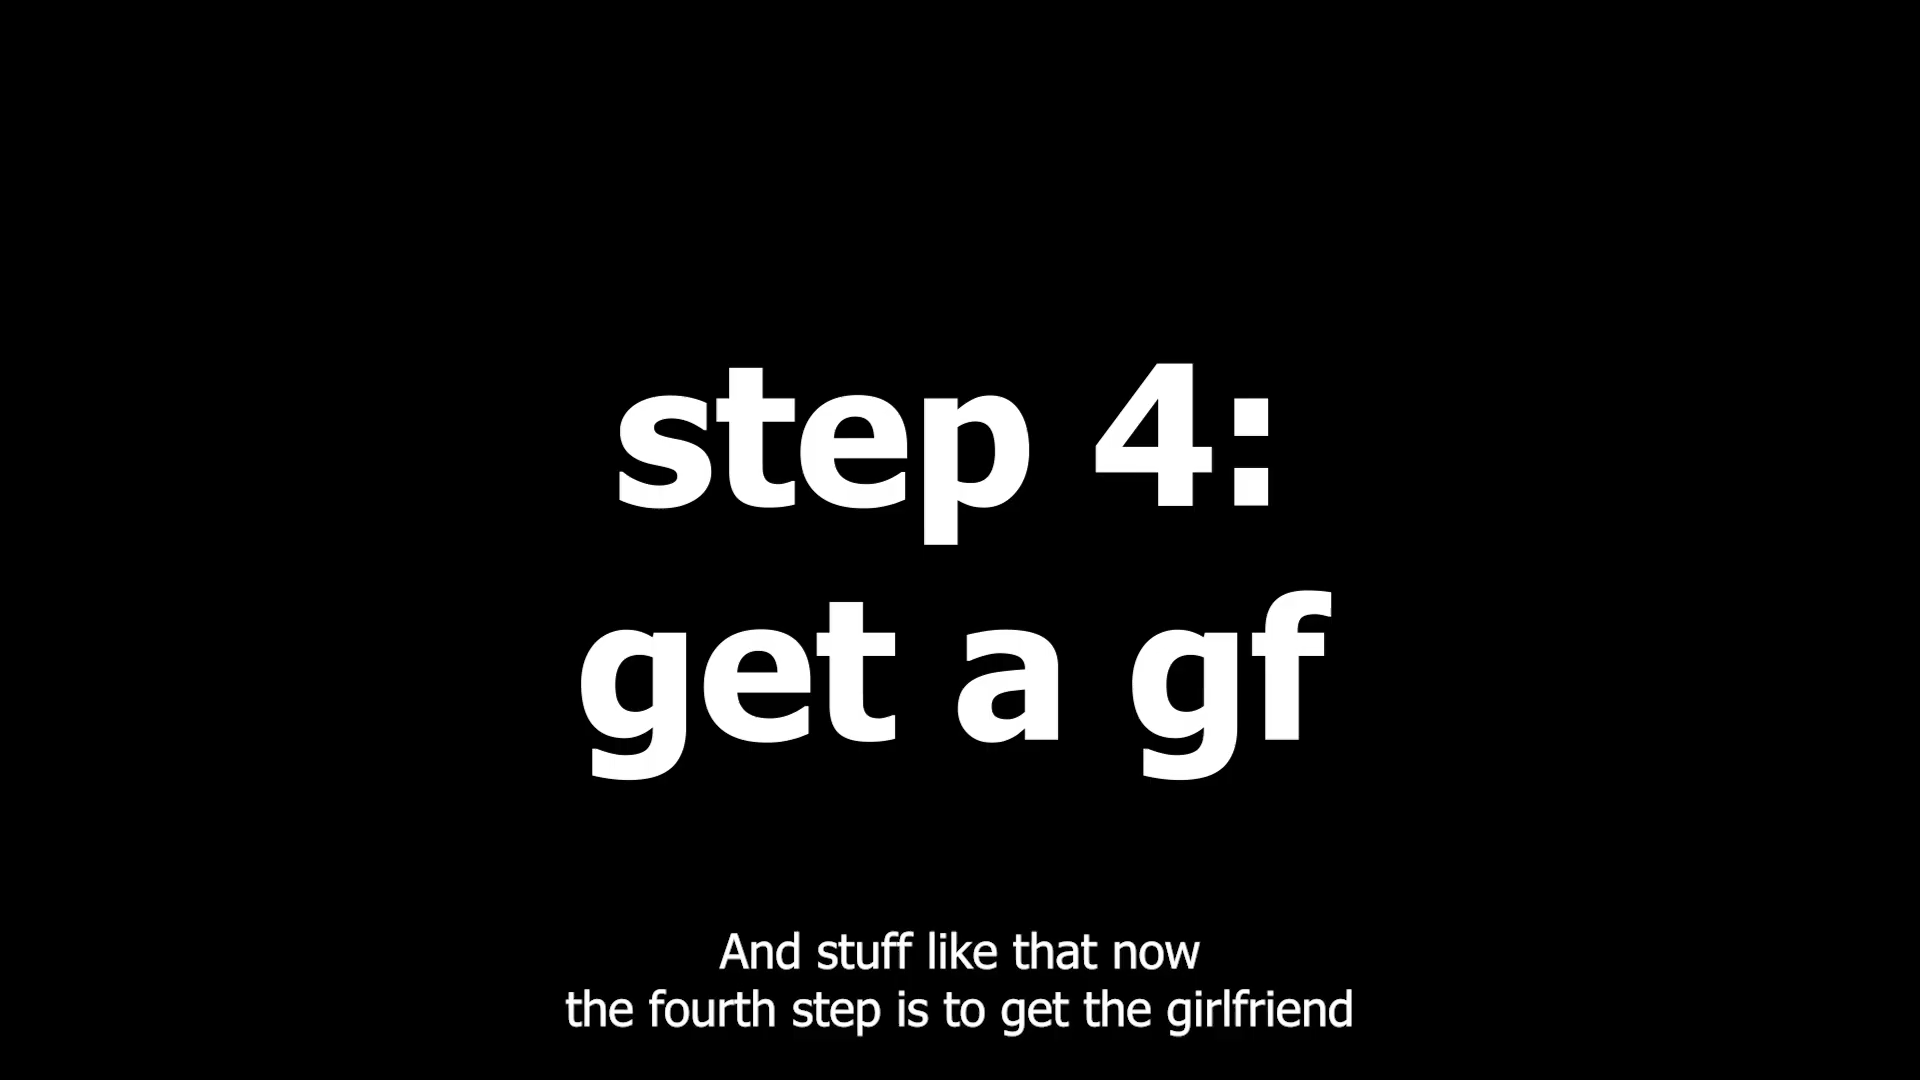 step 4:
get a gf
And stuff like that now
the fourth step is to get the girlfriend